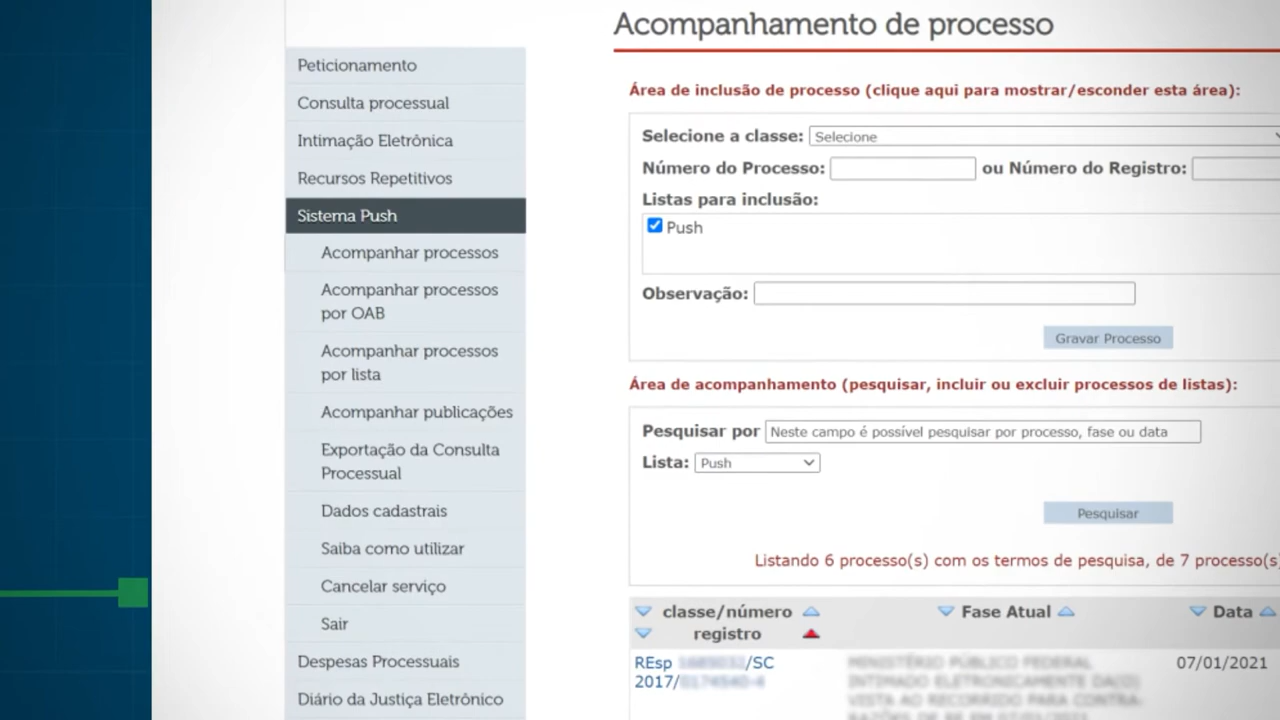 Acompanhamento de processo
Peticionamento
Consulta processual
Intimação Eletrônica
Recursos Repetitivos
Sistema Push
Acompanhar processos
Acompanhar processos
por OAB
Acompanhar processos
por lista
Acompanhar publicações
Exportação da Consulta
Processual
Dados cadastrais
Saiba como utilizar
Cancelar serviço
Sair
Despesas Processuais
Diário da Justiça Eletrônico
Área de inclusão de processo (clique aqui para mostrar/esconder esta área):
Selecione a classe: Selecione
Número do Processo: ou Número do Registro:
Listas para inclusão:
Push
Observação:
Gravar Processo
Área de acompanhamento (pesquisar, incluir ou excluir processos de listas):
Pesquisar por Neste campo é possível pesquisar por processo, fase ou data
Lista: Push
Pesquisar
Listando 6 processo(s) com os termos de pesquisa, de 7 processo(s)
classe/número Fase Atual Data
registro
REsp /SC 07/01/2021
2017/